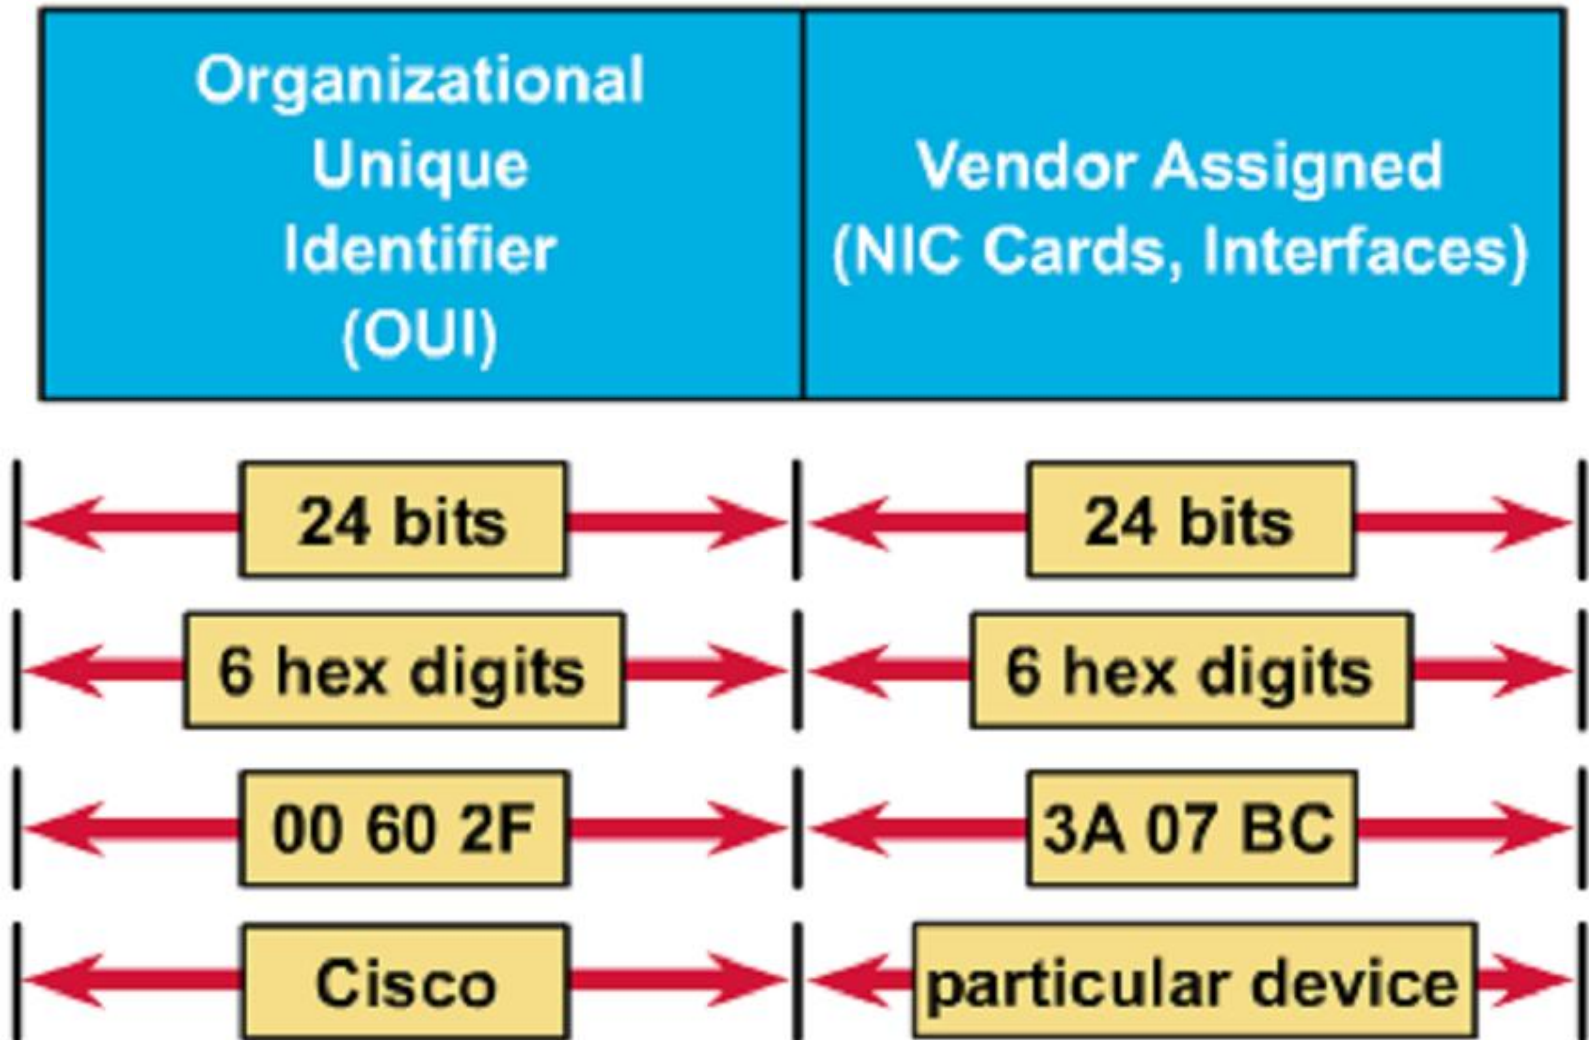 Organizational
Unique
Identifier
(OUI)
Vendor Assigned
(NIC Cards, Interfaces)
24 bits
24 bits
6 hex digits
6 hex digits
00 60 2F
3A 07 BC
Cisco
particular device